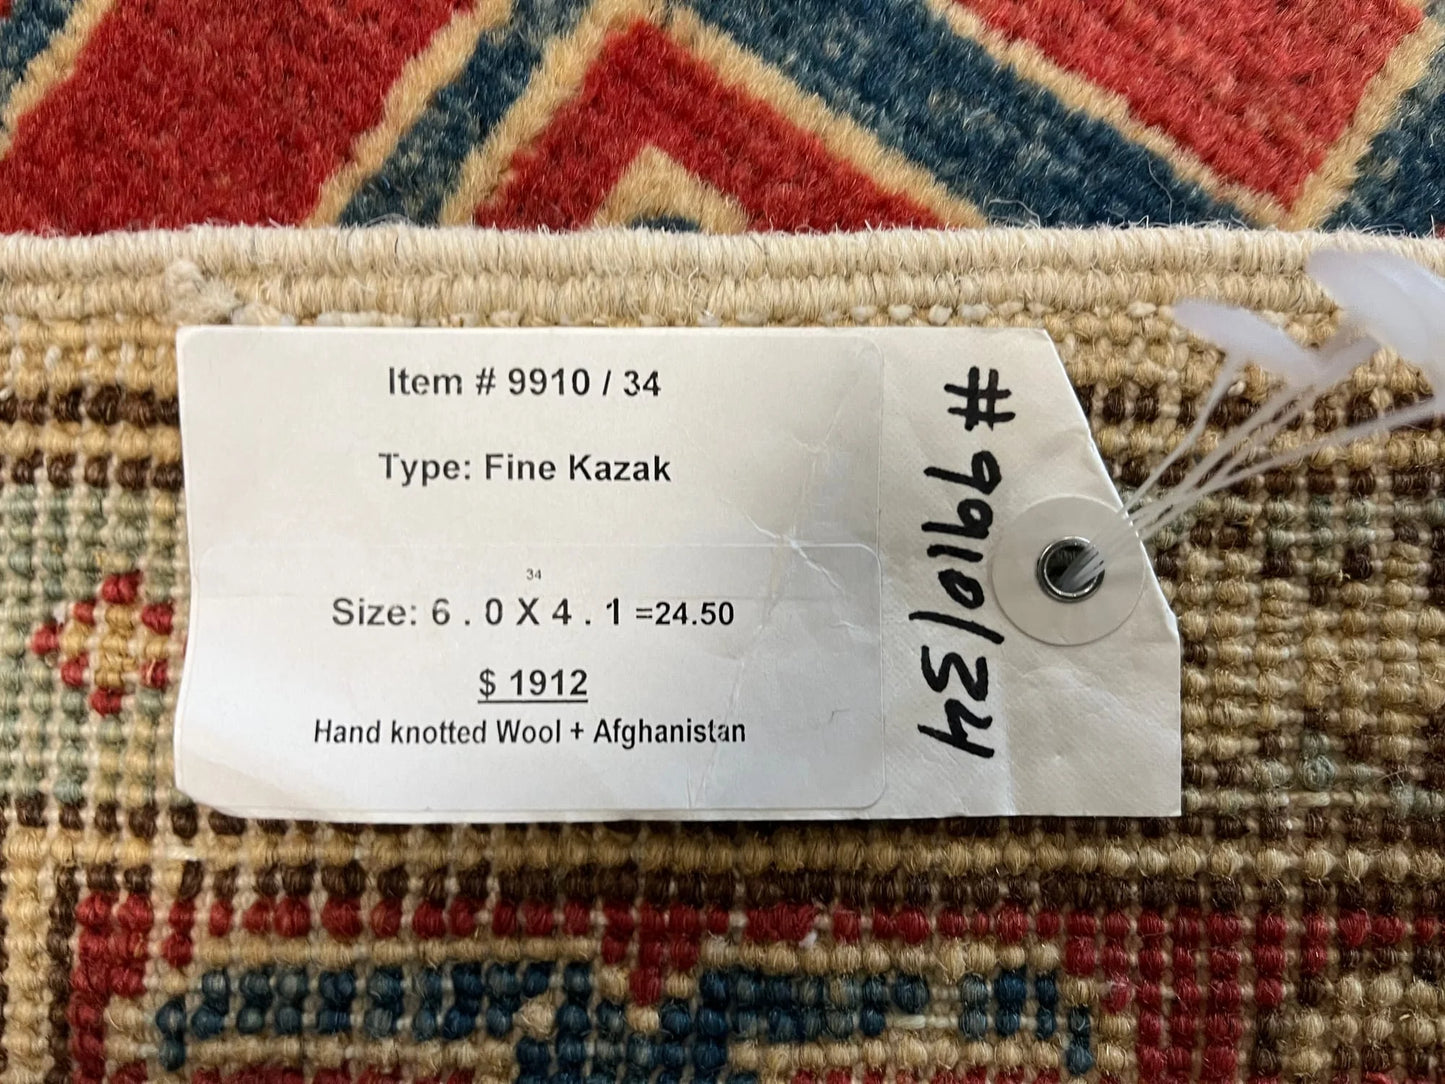 Item # 9910 / 34
Type: Fine Kazak
34
Size: 6 . 0 X 4 . 1 =24.50
$ 1912
Hand knotted Wool + Afghanistan
# 9910/34